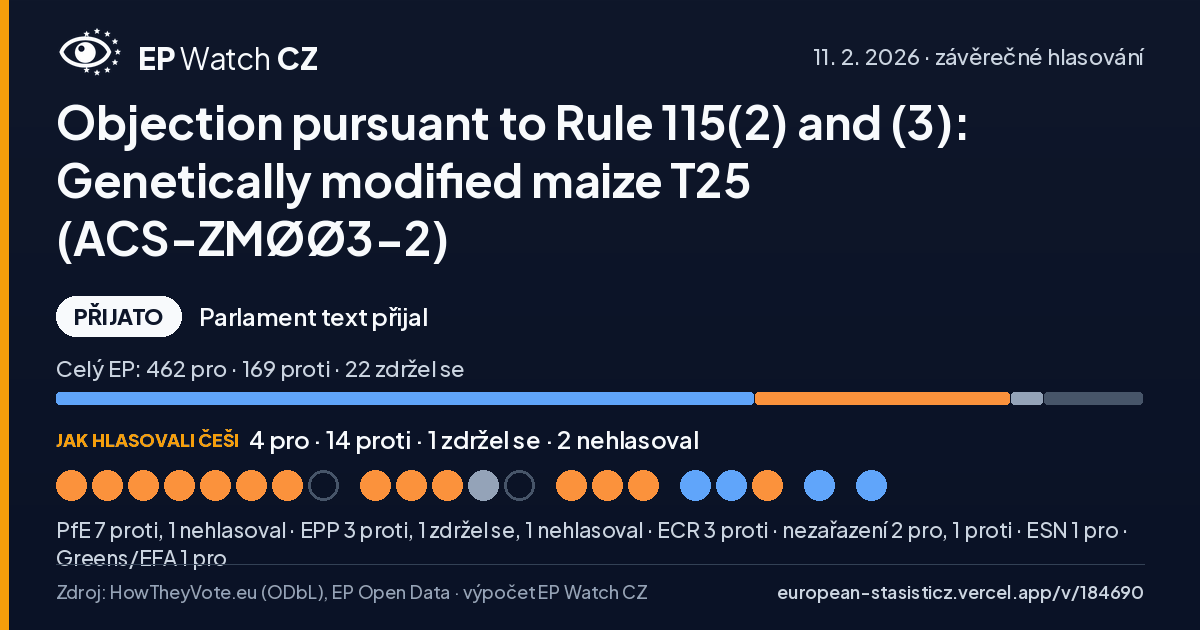 EP Watch CZ
11. 2. 2026 · závěrečné hlasování
Objection pursuant to Rule 115(2) and (3):
Genetically modified maize T25
(ACS-ZMØØ3-2)
PŘIJATO Parlament text přijal
Celý EP: 462 pro · 169 proti · 22 zdržel se
JAK HLASOVALI ČEŠI 4 pro · 14 proti · 1 zdržel se · 2 nehlasoval
PfE 7 proti, 1 nehlasoval · EPP 3 proti, 1 zdržel se, 1 nehlasoval · ECR 3 proti · nezařazení 2 pro, 1 proti · ESN 1 pro ·
Greens/EFA 1 pro
Zdroj: HowTheyVote.eu (ODbL), EP Open Data · výpočet EP Watch CZ
european-stasisticz.vercel.app/v/184690